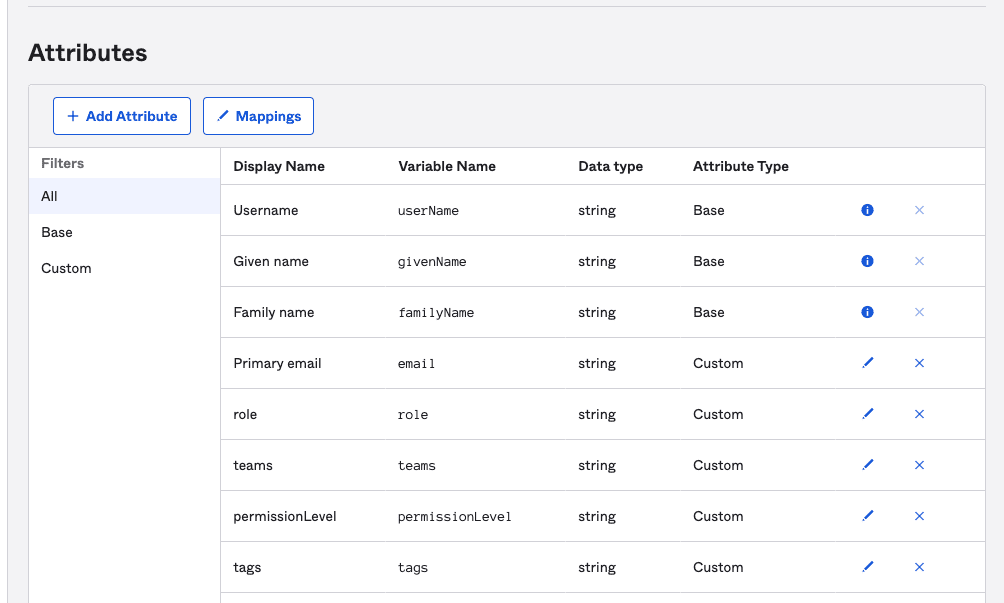 Attributes
+ Add Attribute Mappings
Filters
All
Base
Custom
Display Name Variable Name Data type Attribute Type
Username userName string Base
Given name givenName string Base
Family name familyName string Base
Primary email email string Custom
role role string Custom
teams teams string Custom
permissionLevel permissionLevel string Custom
tags tags string Custom